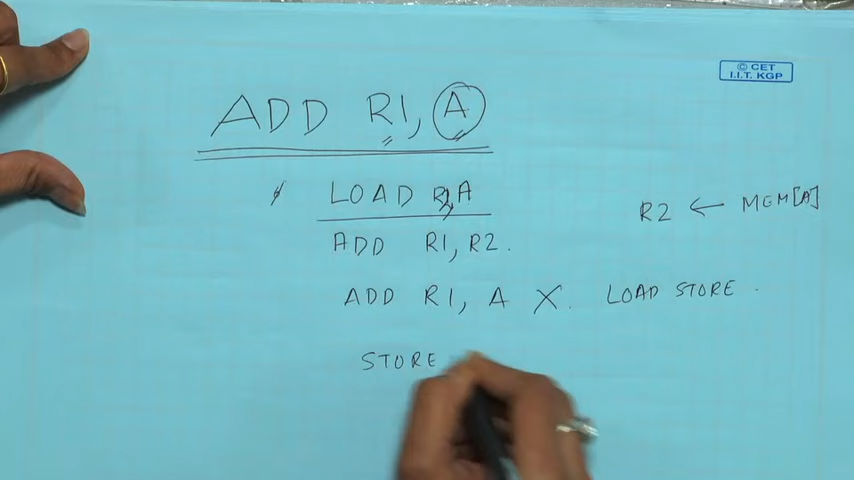 © CET
I.I.T. KGP
ADD R1, A
LOAD R2, A
R2 ← MEM[A]
ADD R1, R2.
ADD R1, A X. LOAD STORE.
STORE